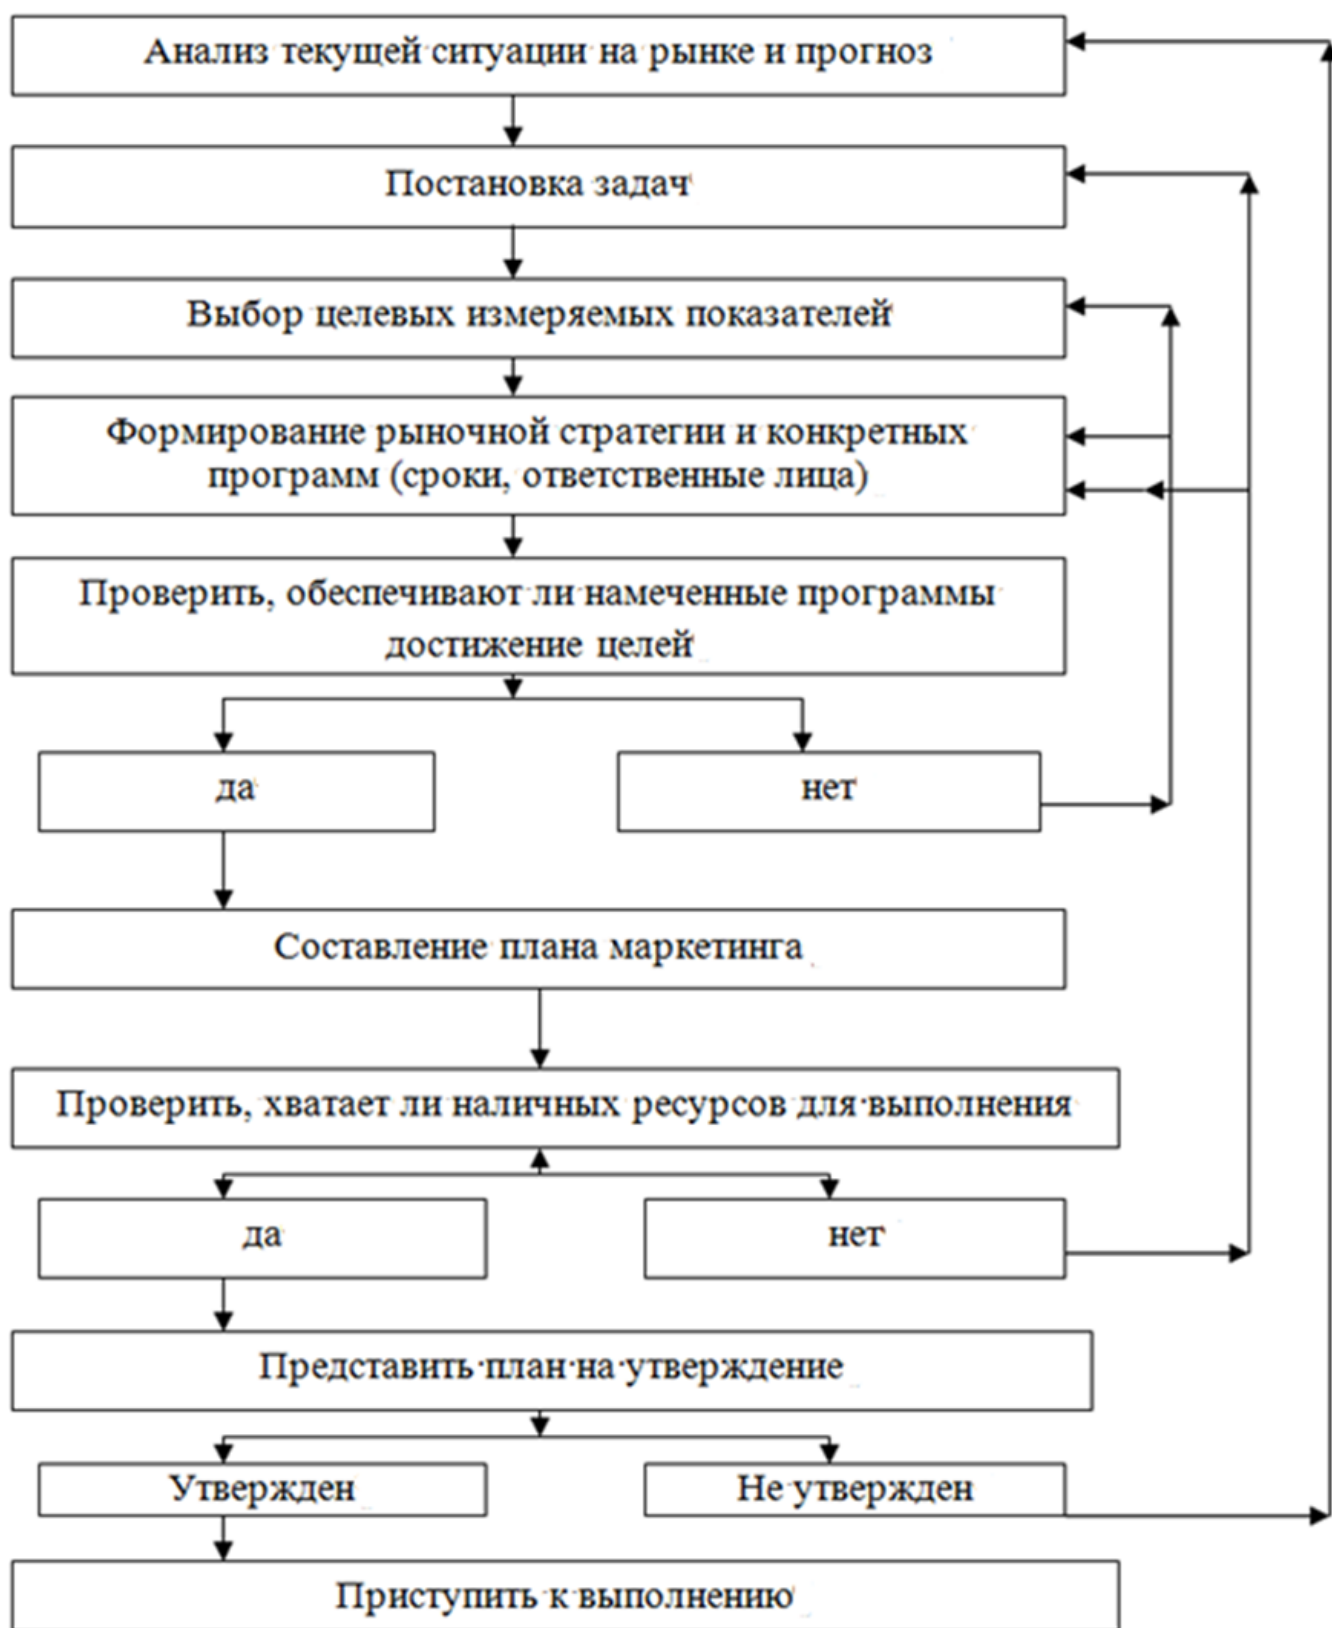 Анализ текущей ситуации на рынке и прогноз
Постановка задач
Выбор целевых измеряемых показателей
Формирование рыночной стратегии и конкретных
программ (сроки, ответственные лица)
Проверить, обеспечивают ли намеченные программы
достижение целей
да
нет
Составление плана маркетинга
Проверить, хватает ли наличных ресурсов для выполнения
да
нет
Представить план на утверждение
Утвержден
Не утвержден
Приступить к выполнению